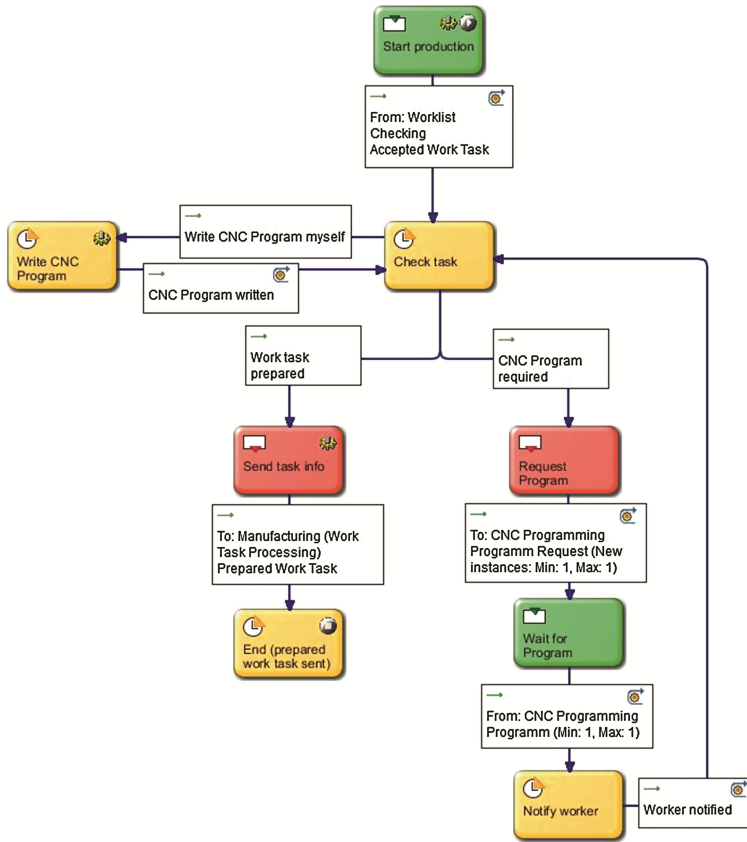 Start production
From: Worklist
Checking
Accepted Work Task
Write CNC Program myself
Write CNC
Program
Check task
CNC Program written
Work task
prepared
CNC Program
required
Send task info
Request
Program
To: Manufacturing (Work
Task Processing)
Prepared Work Task
To: CNC Programming
Programm Request (New
instances: Min: 1, Max: 1)
End (prepared
work task sent)
Wait for
Program
From: CNC Programming
Programm (Min: 1, Max: 1)
Notify worker
Worker notified